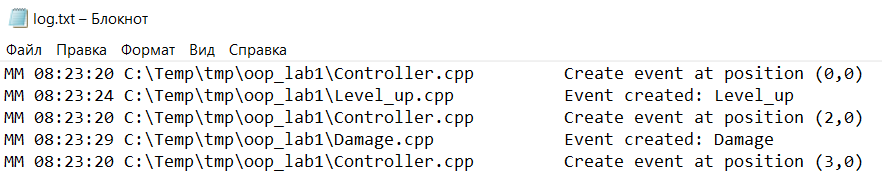 log.txt – Блокнот
Файл Правка Формат Вид Справка
MM 08:23:20 C:\Temp\tmp\oop_lab1\Controller.cpp Create event at position (0,0)
MM 08:23:24 C:\Temp\tmp\oop_lab1\Level_up.cpp Event created: Level_up
MM 08:23:20 C:\Temp\tmp\oop_lab1\Controller.cpp Create event at position (2,0)
MM 08:23:29 C:\Temp\tmp\oop_lab1\Damage.cpp Event created: Damage
MM 08:23:20 C:\Temp\tmp\oop_lab1\Controller.cpp Create event at position (3,0)